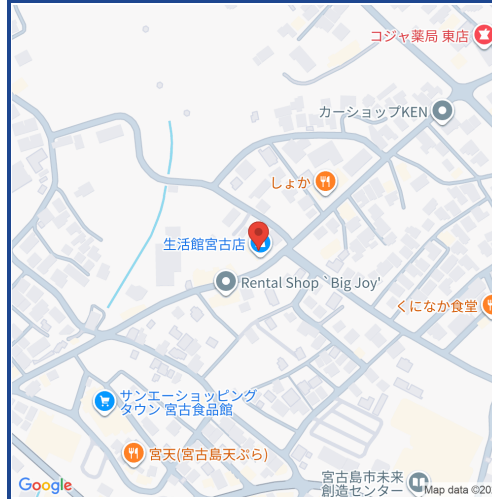 コジャ薬局 東店
カーショップKEN
しょか
生活館宮古店
Rental Shop `Big Joy'
くになか食堂
サンエーショッピング
タウン 宮古食品館
宮天(宮古島天ぷら)
宮古島市未来
創造センター
Google
Map data ©20